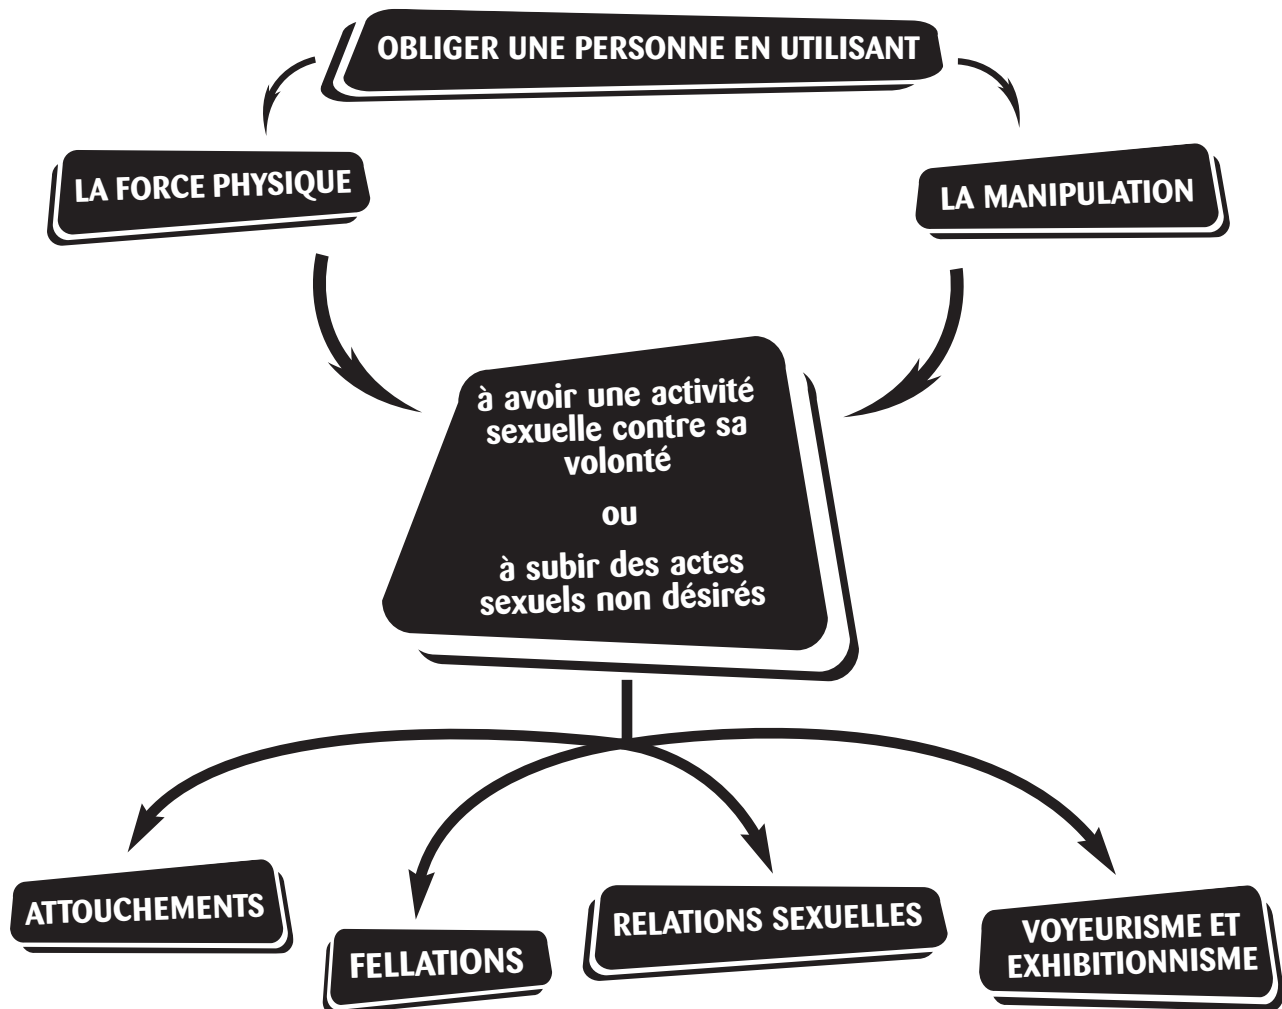 OBLIGER UNE PERSONNE EN UTILISANT
LA FORCE PHYSIQUE
LA MANIPULATION
à avoir une activité
sexuelle contre sa
volonté
ou
à subir des actes
sexuels non désirés
ATTOUCHEMENTS
FELLATIONS
RELATIONS SEXUELLES
VOYEURISME ET
EXHIBITIONNISME